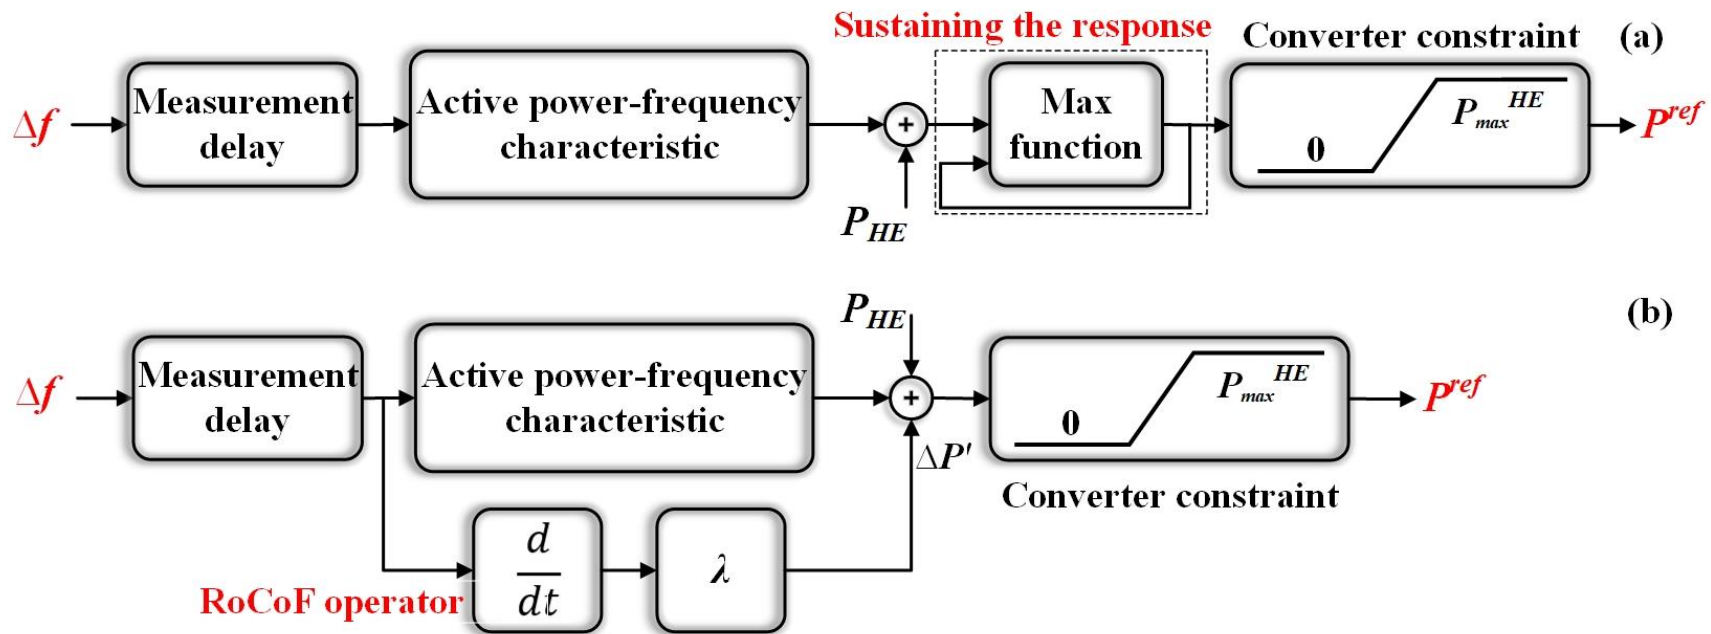 Sustaining the response
Converter constraint (a)
Δf
Measurement
delay
Active power-frequency
characteristic
+
P_HE
Max
function
0
P_max^HE
P^ref
(b)
Δf
Measurement
delay
Active power-frequency
characteristic
P_HE
+
ΔP'
0
P_max^HE
P^ref
Converter constraint
RoCoF operator
d
dt
λ